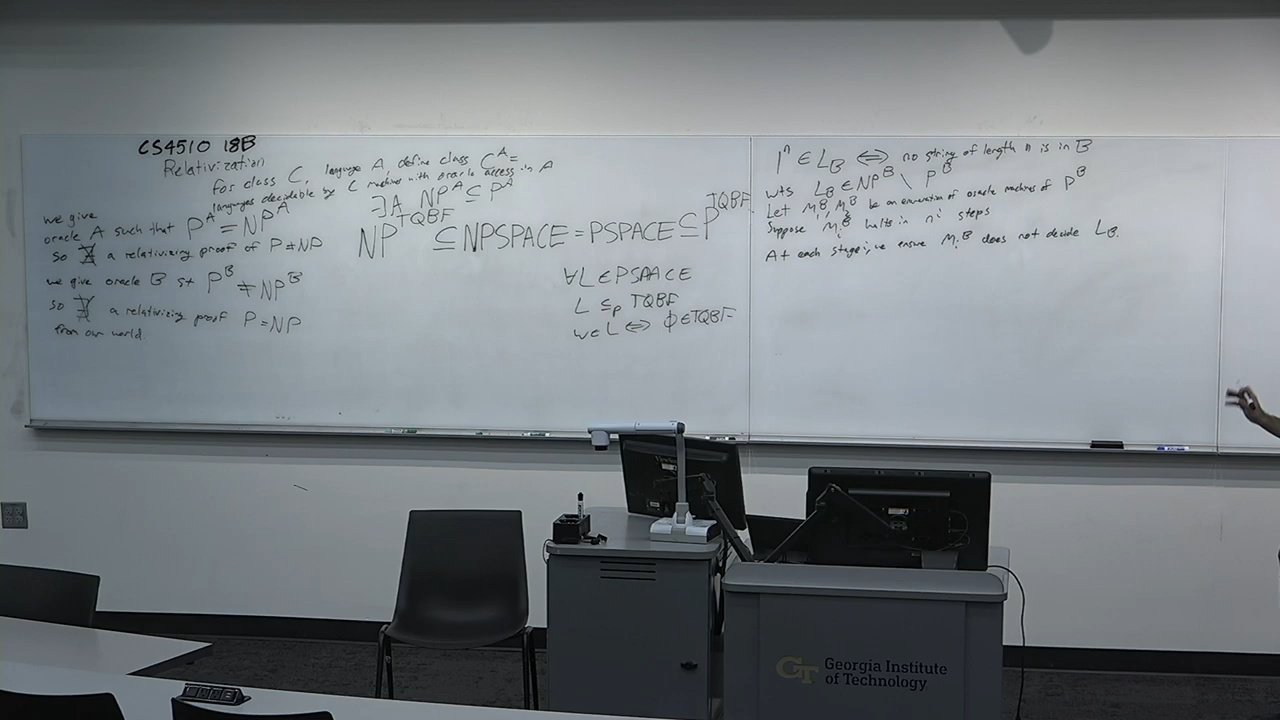 CS4510 18B
Relativization
for class C, language A, define class C^A =
languages decidable by C machines with oracle access in A
∃A NP^A ⊆ P^A
we give
oracle A such that P^A = NP^A
so ∄ a relativizing proof of P≠NP
we give oracle B st P^B ≠ NP^B
so ∄ a relativizing proof P=NP
from our world.
NP^TQBF ⊆ NPSPACE = PSPACE ⊆ P^TQBF
∀L ∈ PSAACE
L ≤p TQBF
w∈L ⇔ ϕ∈TQBF
1^n ∈ L_B ⇔ no string of length n is in B
wts L_B ∈ NP^B \ P^B
Let M_1^B, M_2^B be an enumeration of oracle machines of P^B
Suppose M_i^B halts in n^i steps
At each stage i, we ensure M_i^B does not decide L_B.
GT Georgia Institute
of Technology